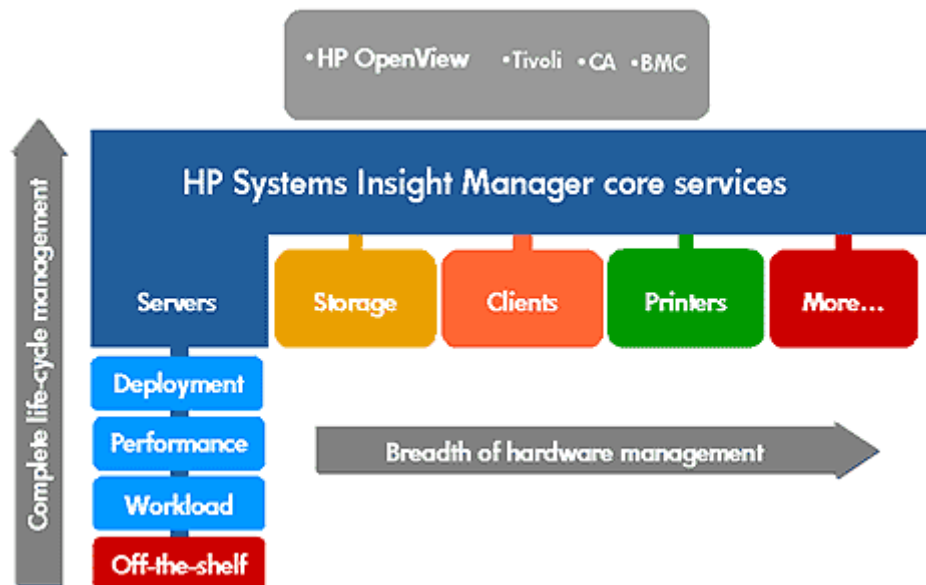 •HP OpenView •Tivoli •CA •BMC
HP Systems Insight Manager core services
Servers
Storage
Clients
Printers
More...
Deployment
Performance
Workload
Off-the-shelf
Complete life-cycle management
Breadth of hardware management